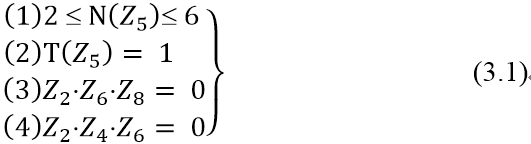 (1)2 ≤ N(Z₅)≤ 6
(2)T(Z₅) = 1
(3)Z₂·Z₆·Z₈ = 0
(4)Z₂·Z₄·Z₆ = 0
(3.1)